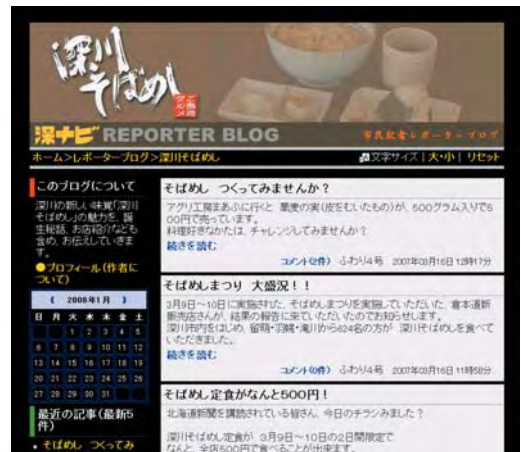 深川
そばめし
ご当地
グルメ
深ナビ REPORTER BLOG
市民記者レポーターブログ
ホーム>レポーターブログ>深川そばめし
文字サイズ|大・小| リセット
このブログについて
深川の新しい味覚「深川
そばめし」の魅力を、誕
生秘話、お店紹介なども
含め、お伝えしていきま
す。
●プロフィール(作者に
ついて)
《 2008年1月 》
日 月 火 水 木 金 土
1 2 3 4 5
6 7 8 9 10 11 12
13 14 15 16 17 18 19
20 21 22 23 24 25 26
27 28 29 30 31
最近の記事(最新5
件)
• そばめし つくってみ
そばめし つくってみませんか?
アグリ工房まあぶに行くと 蕎麦の実(皮をむいたもの)が、500グラム入りで5
00円で売っています。
料理好きなかたは、チャレンジしてみませんか?
続きを読む
コメント(2件) ふわり4号 2007年03月16日 12時17分
そばめしまつり 大盛況!!
3月9日~10日に実施された、そばめしまつりを実施していただいた、倉本道新
販売店さんが、結果の報告に来ていただいたのでお知らせします。
深川市内をはじめ、留萌・羽幌・滝川から624名の方が 深川そばめしを食べて
いただきました。
続きを読む
コメント(0件) ふわり4号 2007年03月16日 11時58分
そばめし定食がなんと500円!
北海道新聞を購読されている皆さん、今日のチラシみました?
深川そばめし定食が 3月9日~10日の2日間限定で
なんと 全店500円で食べることが出来ます。